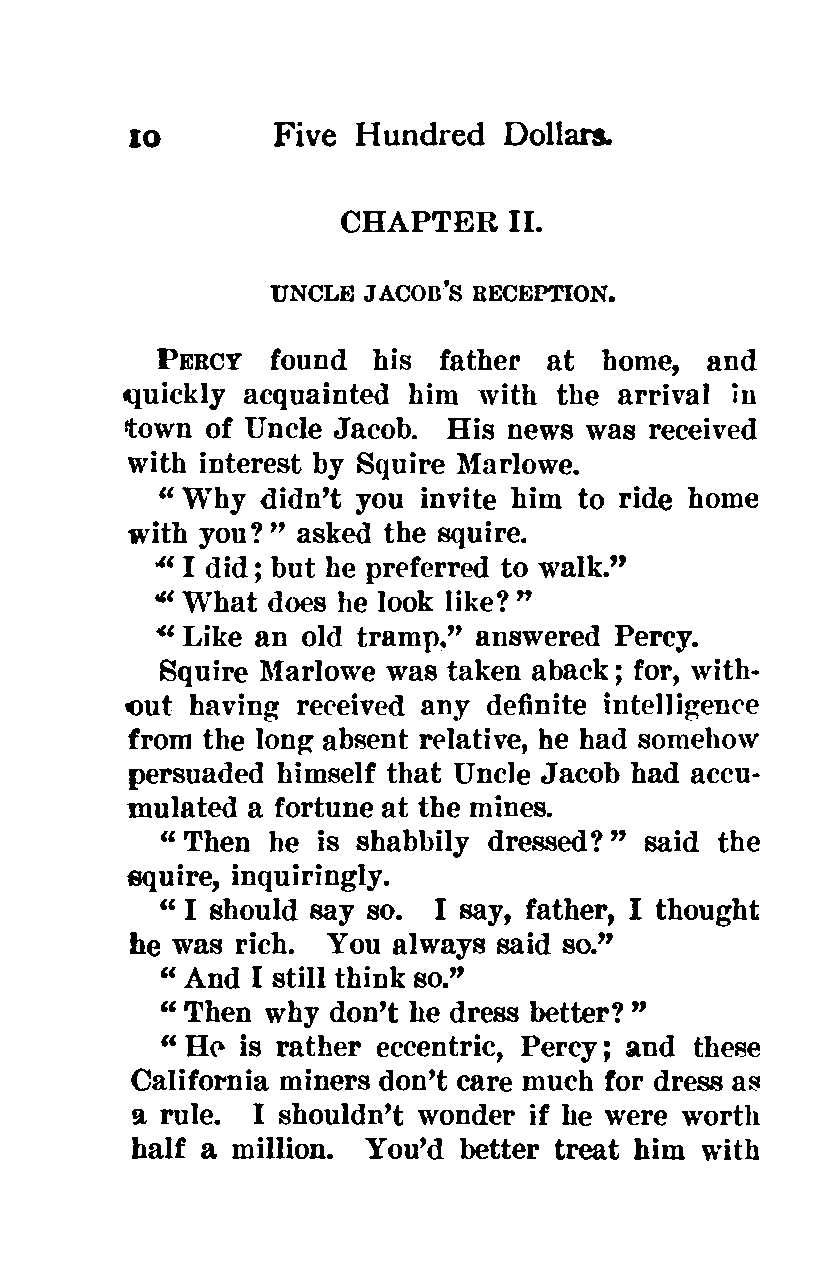 10 Five Hundred Dollars.
CHAPTER II.
UNCLE JACOB'S RECEPTION.
PERCY found his father at home, and
quickly acquainted him with the arrival in
town of Uncle Jacob. His news was received
with interest by Squire Marlowe.
“Why didn’t you invite him to ride home
with you?” asked the squire.
“I did; but he preferred to walk.”
“What does he look like?”
“Like an old tramp,” answered Percy.
Squire Marlowe was taken aback; for, with-
out having received any definite intelligence
from the long absent relative, he had somehow
persuaded himself that Uncle Jacob had accu-
mulated a fortune at the mines.
“Then he is shabbily dressed?” said the
squire, inquiringly.
“I should say so. I say, father, I thought
he was rich. You always said so.”
“And I still think so.”
“Then why don’t he dress better?”
“He is rather eccentric, Percy; and these
California miners don’t care much for dress as
a rule. I shouldn’t wonder if he were worth
half a million. You’d better treat him with